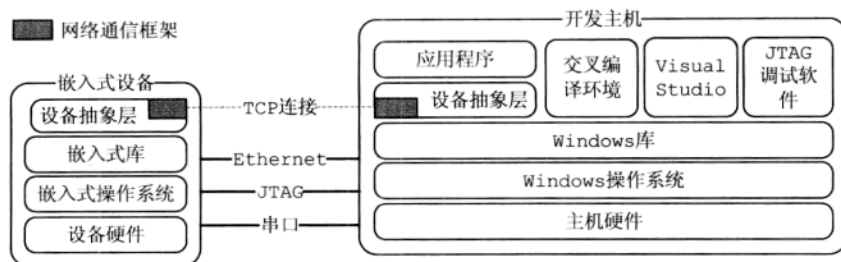 网络通信框架
嵌入式设备
设备抽象层
嵌入式库
嵌入式操作系统
设备硬件
TCP连接
Ethernet
JTAG
串口
开发主机
应用程序
设备抽象层
交叉编
译环境
Visual
Studio
JTAG
调试软
件
Windows库
Windows操作系统
主机硬件